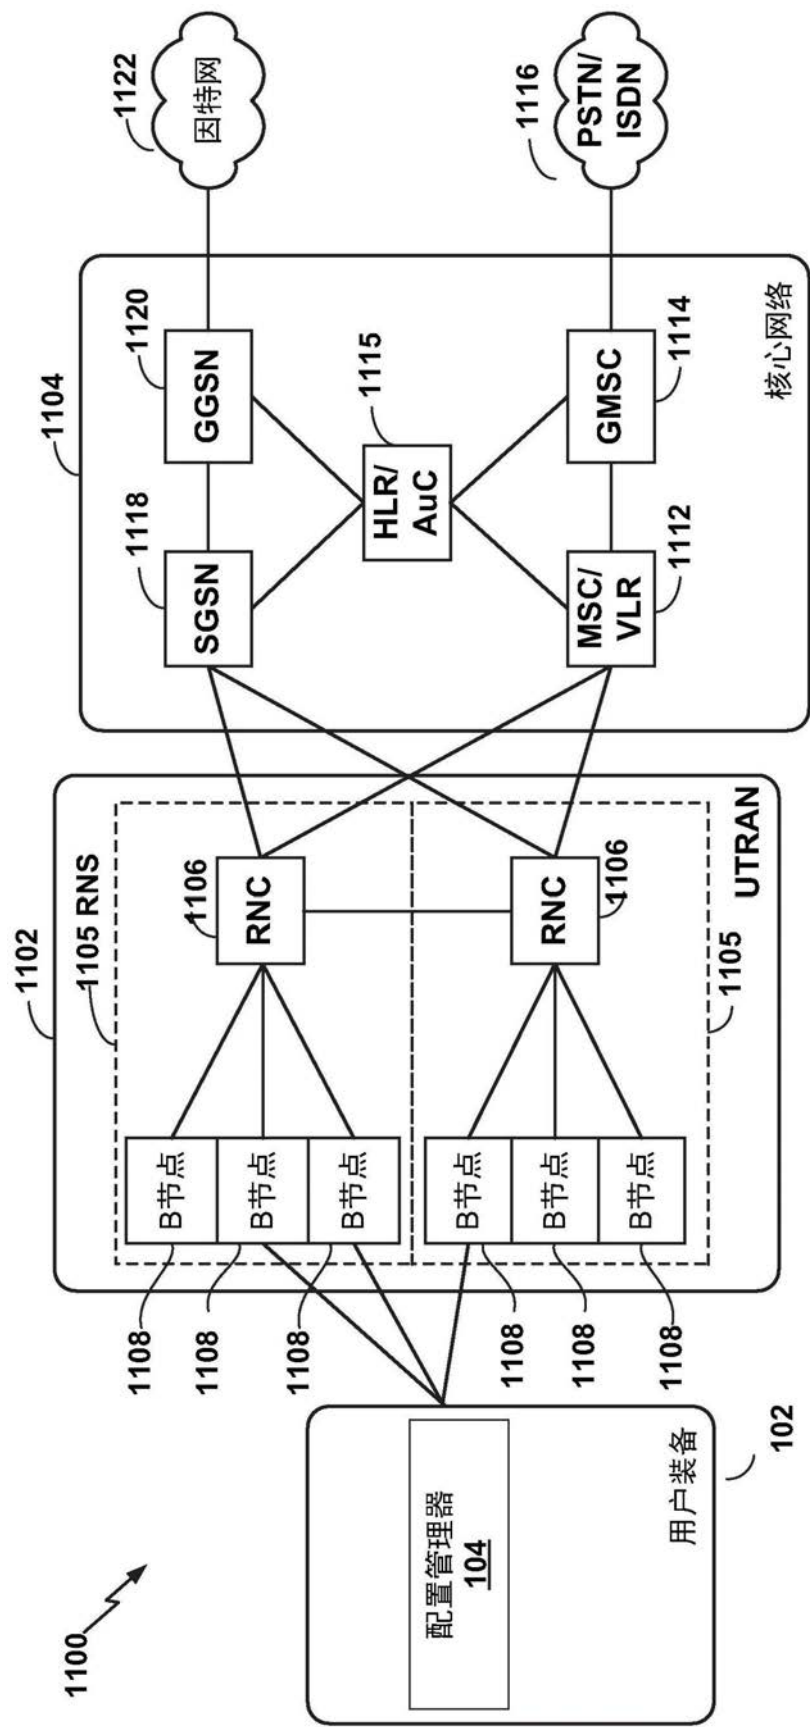 1100
用户装备
102
配置管理器
104
1102
1105 RNS
1108
B节点
1108
B节点
1108
B节点
1106
RNC
1108
B节点
1108
B节点
1108
B节点
RNC
1106
1105
UTRAN
1104
SGSN
1118
GGSN
1120
HLR/
AuC
1115
MSC/
VLR
1112
GMSC
1114
核心网络
1122
因特网
1116
PSTN/
ISDN